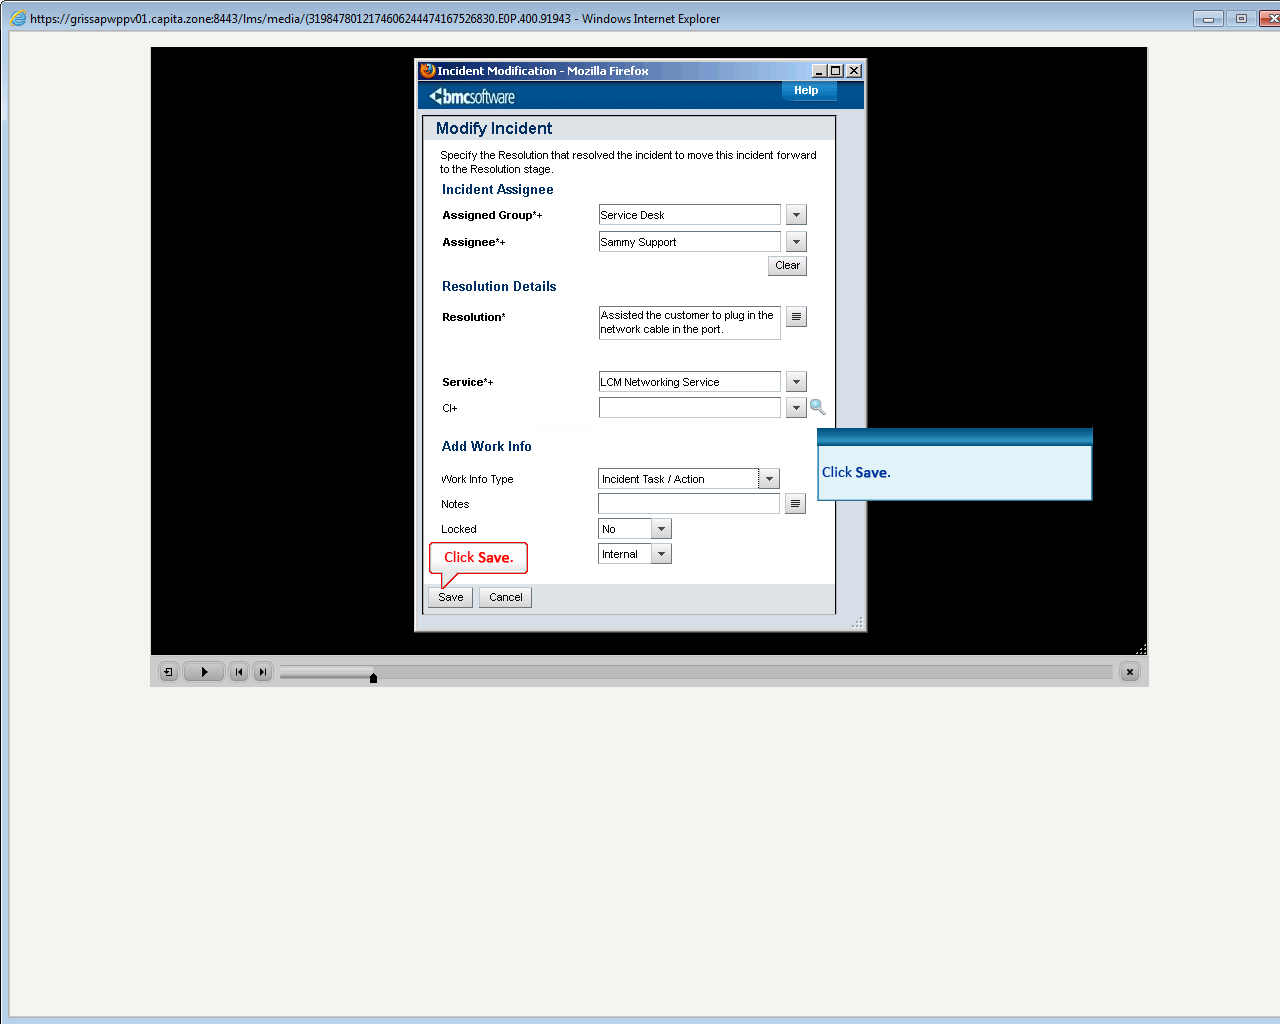 https://grissapwppv01.capita.zone:8443/lms/media/(3198478012174606244474167526830.E0P.400.91943 - Windows Internet Explorer
Incident Modification - Mozilla Firefox
bmcsoftware
Help
Modify Incident
Specify the Resolution that resolved the incident to move this incident forward
to the Resolution stage.
Incident Assignee
Assigned Group*+
Service Desk
Assignee*+
Sammy Support
Clear
Resolution Details
Resolution*
Assisted the customer to plug in the
network cable in the port.
Service*+
LCM Networking Service
CI+
Add Work Info
Click Save.
Work Info Type
Incident Task / Action
Notes
Locked
No
Click Save.
Internal
Save
Cancel